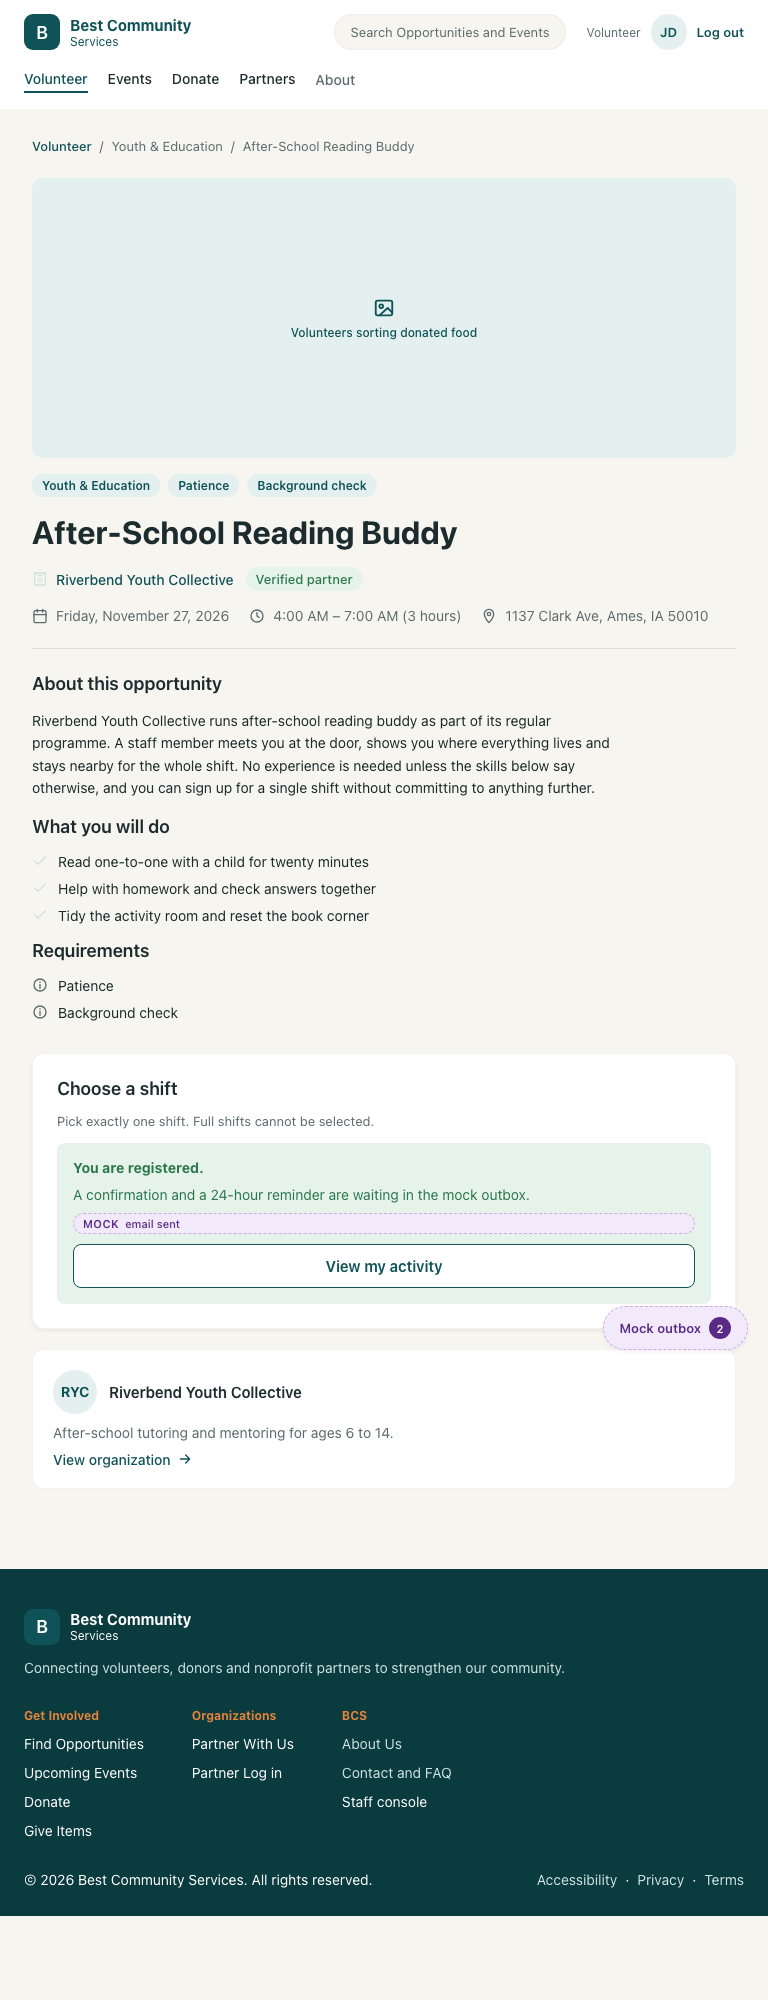 B
Best Community
Services
Search Opportunities and Events
Volunteer
JD
Log out
Volunteer Events Donate Partners About
Volunteer / Youth & Education / After-School Reading Buddy
Volunteers sorting donated food
Youth & Education Patience Background check
After-School Reading Buddy
Riverbend Youth Collective Verified partner
Friday, November 27, 2026 4:00 AM – 7:00 AM (3 hours) 1137 Clark Ave, Ames, IA 50010
About this opportunity
Riverbend Youth Collective runs after-school reading buddy as part of its regular
programme. A staff member meets you at the door, shows you where everything lives and
stays nearby for the whole shift. No experience is needed unless the skills below say
otherwise, and you can sign up for a single shift without committing to anything further.
What you will do
Read one-to-one with a child for twenty minutes
Help with homework and check answers together
Tidy the activity room and reset the book corner
Requirements
Patience
Background check
Choose a shift
Pick exactly one shift. Full shifts cannot be selected.
You are registered.
A confirmation and a 24-hour reminder are waiting in the mock outbox.
MOCK email sent
View my activity
Mock outbox 2
RYC Riverbend Youth Collective
After-school tutoring and mentoring for ages 6 to 14.
View organization →
B
Best Community
Services
Connecting volunteers, donors and nonprofit partners to strengthen our community.
Get Involved
Find Opportunities
Upcoming Events
Donate
Give Items
Organizations
Partner With Us
Partner Log in
BCS
About Us
Contact and FAQ
Staff console
© 2026 Best Community Services. All rights reserved.
Accessibility · Privacy · Terms